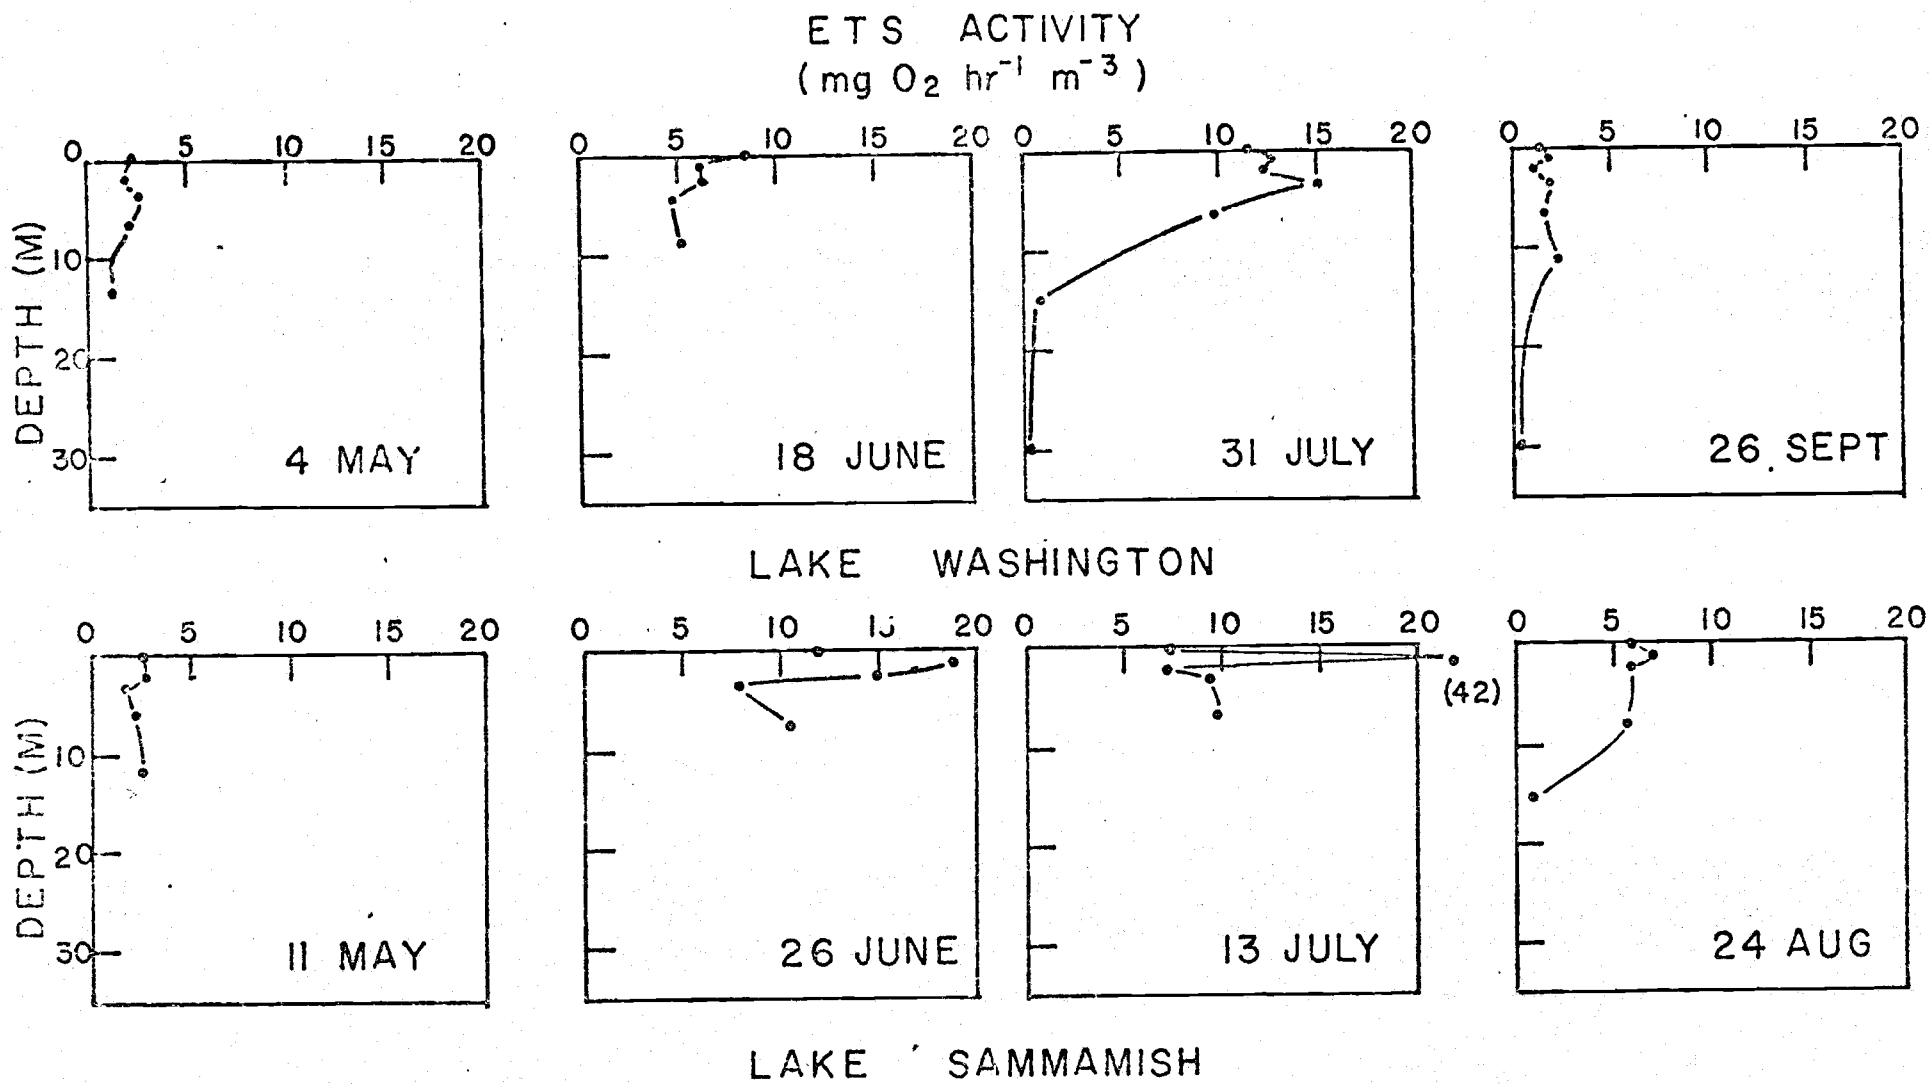 ETS ACTIVITY
(mg O2 hr-1 m-3)
0 5 10 15 20 0 5 10 15 20 0 5 10 15 20 0 5 10 15 20
DEPTH (M)
10
20
30
4 MAY 18 JUNE 31 JULY 26 SEPT
LAKE WASHINGTON
0 5 10 15 20 0 5 10 15 20 0 5 10 15 20 0 5 10 15 20
(42)
DEPTH (M)
10
20
30
11 MAY 26 JUNE 13 JULY 24 AUG
LAKE SAMMAMISH